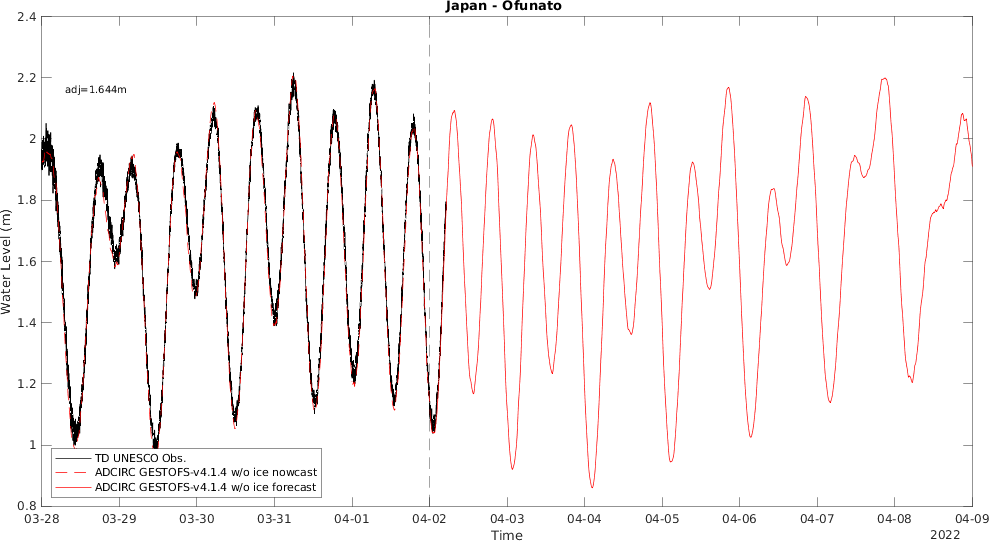 Japan - Ofunato
2.4
2.2
2
1.8
1.6
1.4
1.2
1
0.8
Water Level (m)
adj=1.644m
TD UNESCO Obs.
ADCIRC GESTOFS-v4.1.4 w/o ice nowcast
ADCIRC GESTOFS-v4.1.4 w/o ice forecast
03-28 03-29 03-30 03-31 04-01 04-02 04-03 04-04 04-05 04-06 04-07 04-08 04-09
Time
2022